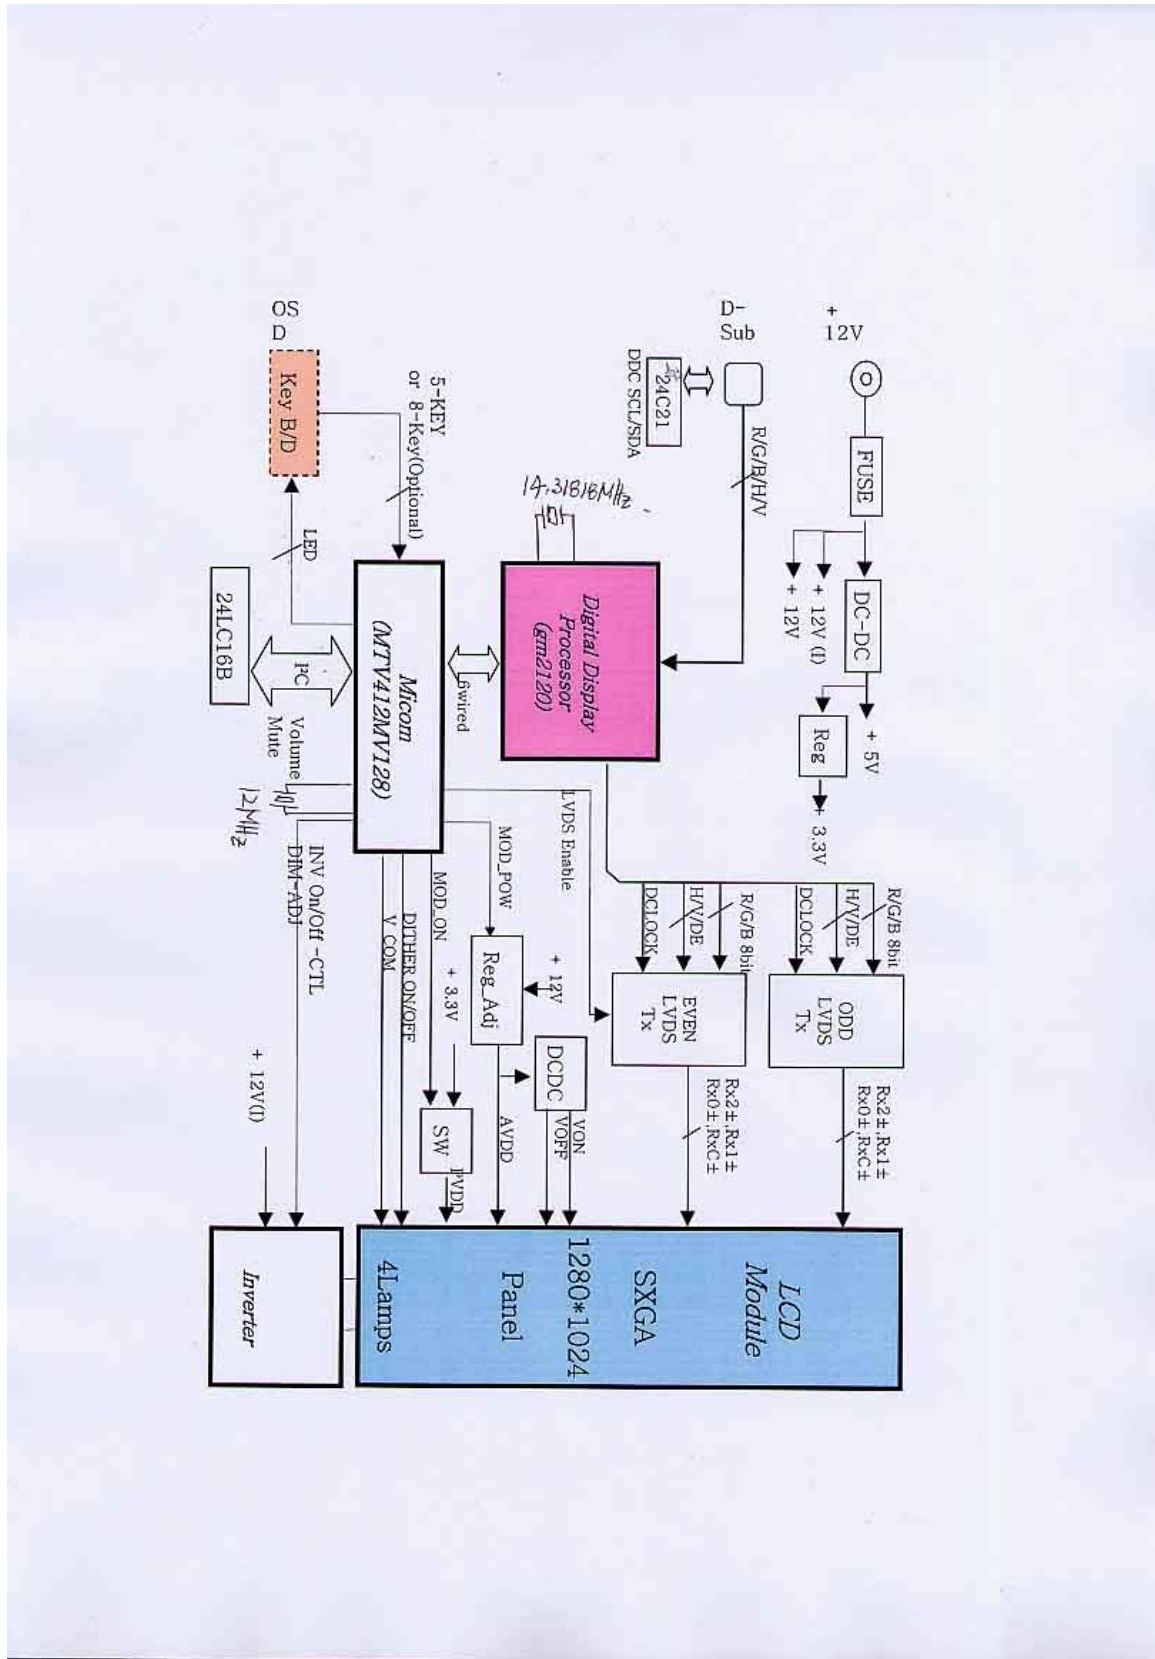 +
12V
FUSE
DC-DC
+ 5V
+ 12V (I)
+ 12V
Reg
+ 3.3V
D-
Sub
24C21
DDC SCL/SDA
R/G/B/H/V
14.31818MHz
Digital Display
Processor
(gm2120)
R/G/B 8bit
H/V/DE
DCLOCK
ODD
LVDS
Tx
Rx2±,Rx1±
Rx0±,RxC±
R/G/B 8bit
H/V/DE
DCLOCK
EVEN
LVDS
Tx
Rx2±,Rx1±
Rx0±,RxC±
LVDS Enable
6wired
OS
D
Key B/D
5-KEY
or 8-Key(Optional)
LED
Micom
(MTV412MV128)
I²C
24LC16B
Volume
Mute
12MHz
MOD_POW
Reg_Adj
+ 12V
DCDC
VON
VOFF
AVDD
MOD_ON
+ 3.3V
SW
PVDD
DITHER ON/OFF
V_COM
INV On/Off -CTL
DIM-ADJ
+ 12V(I)
Inverter
LCD
Module
SXGA
1280*1024
Panel
4Lamps